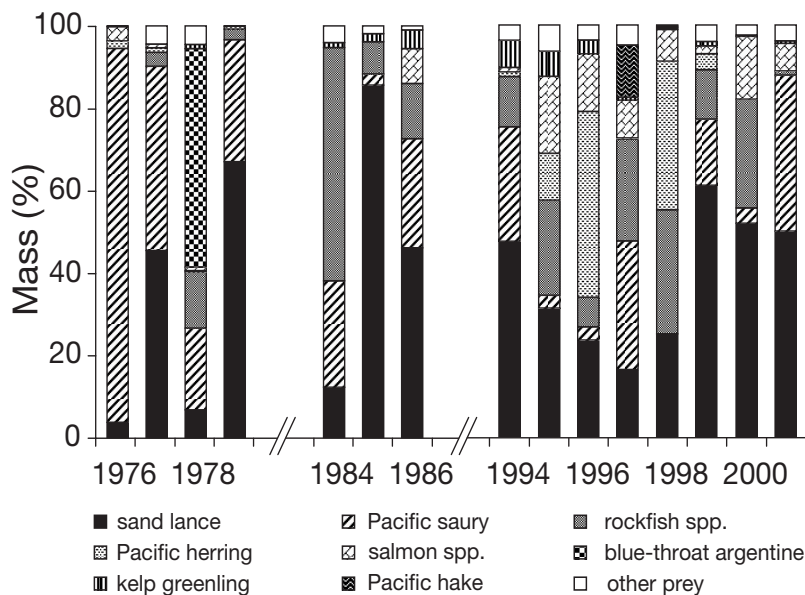 Mass (%)
100
80
60
40
20
0
1976 1978 1984 1986 1994 1996 1998 2000
sand lance Pacific saury rockfish spp.
Pacific herring salmon spp. blue-throat argentine
kelp greenling Pacific hake other prey